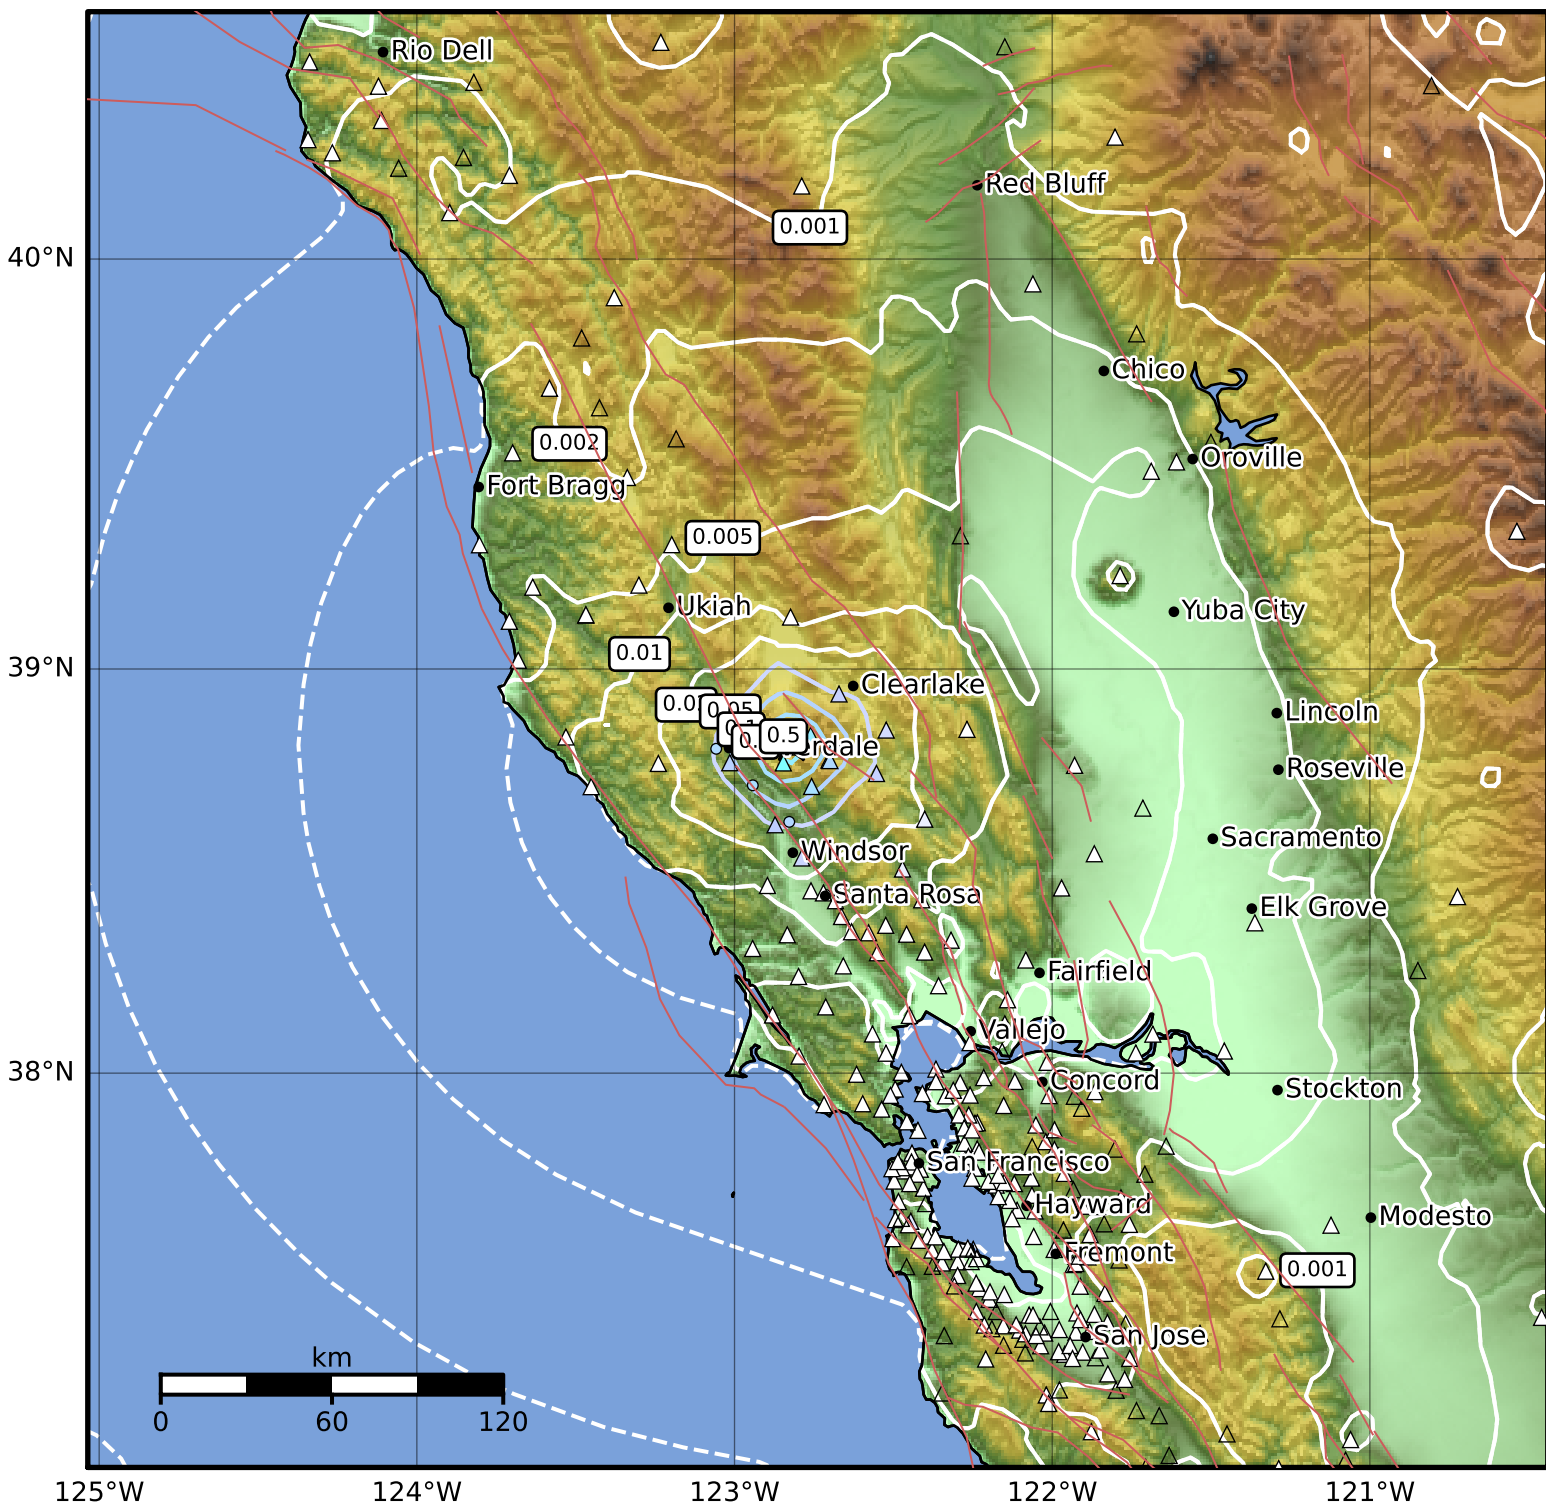 Rio Dell
Red Bluff
0.001
40°N
Chico
0.002
Oroville
Fort Bragg
0.005
Ukiah
Yuba City
0.01
39°N
Clearlake
Lincoln
0.5
Roseville
Sacramento
Windsor
Santa Rosa
Elk Grove
Fairfield
Vallejo
38°N
Concord
Stockton
San Francisco
Hayward
Modesto
Fremont
0.001
San Jose
km
0 60 120
125°W 124°W 123°W 122°W 121°W